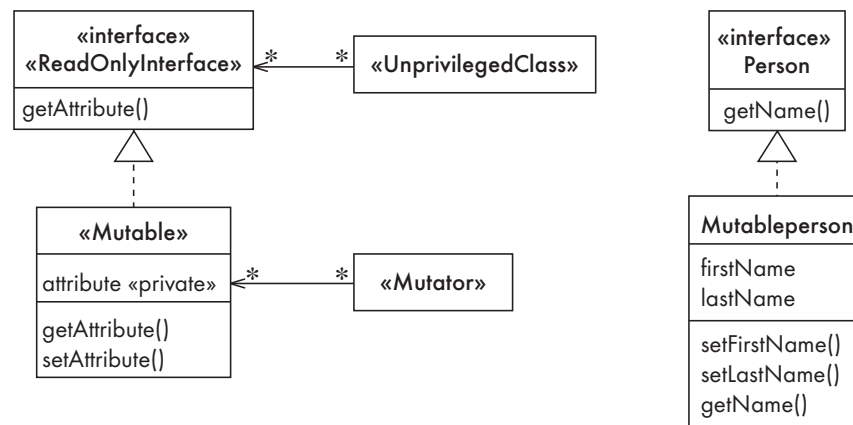 «interface»
«ReadOnlyInterface»
getAttribute()
* *
«UnprivilegedClass»
«Mutable»
attribute «private»
getAttribute()
setAttribute()
* *
«Mutator»
«interface»
Person
getName()
Mutableperson
firstName
lastName
setFirstName()
setLastName()
getName()